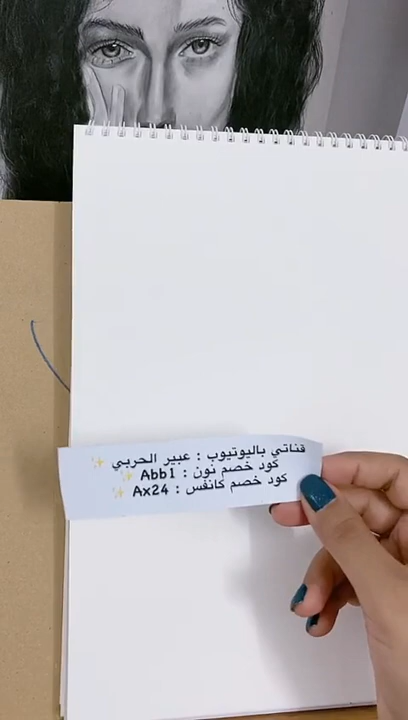 قناتي باليوتيوب : عبير الحربي ✨
كود خصم نون : Abb1 ✨
كود خصم كانفس : Ax24 ✨